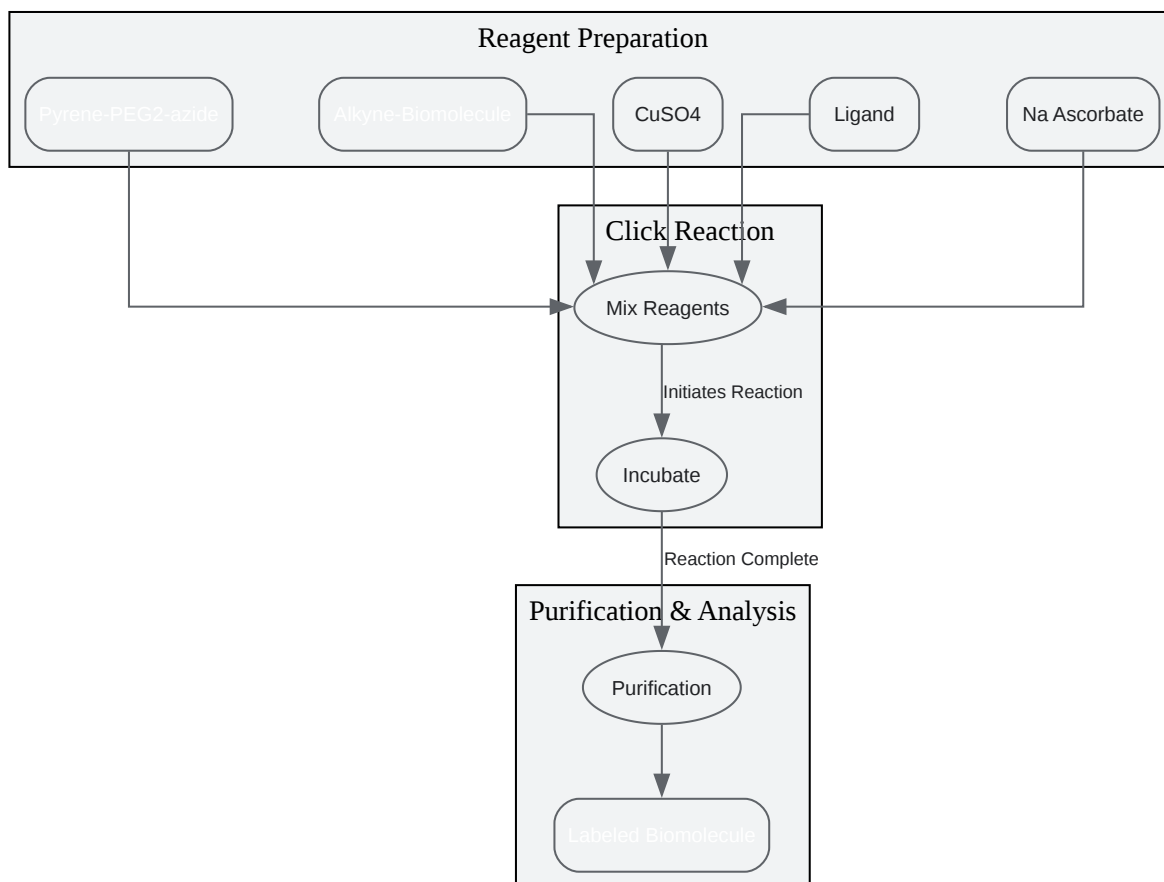 Reagent Preparation
Pyrene-PEG2-azide
Alkyne-Biomolecule
CuSO4
Ligand
Na Ascorbate
Click Reaction
Mix Reagents
Initiates Reaction
Incubate
Reaction Complete
Purification & Analysis
Purification
Labeled Biomolecule